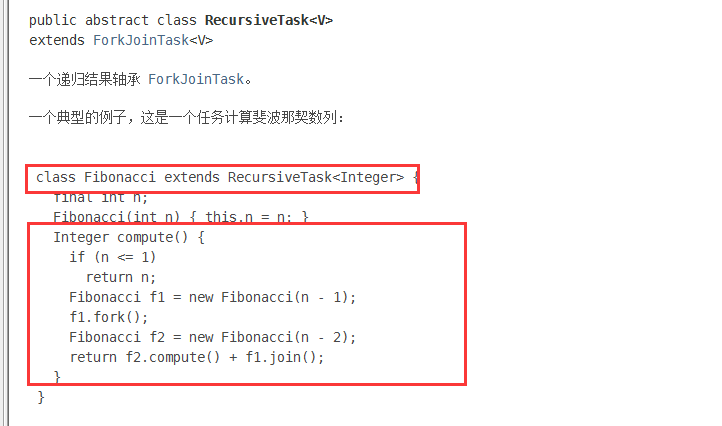 public abstract class RecursiveTask<V>
extends ForkJoinTask<V>
一个递归结果轴承 ForkJoinTask。
一个典型的例子，这是一个任务计算斐波那契数列：
class Fibonacci extends RecursiveTask<Integer> {
final int n;
Fibonacci(int n) { this.n = n; }
Integer compute() {
if (n <= 1)
return n;
Fibonacci f1 = new Fibonacci(n - 1);
f1.fork();
Fibonacci f2 = new Fibonacci(n - 2);
return f2.compute() + f1.join();
}
}